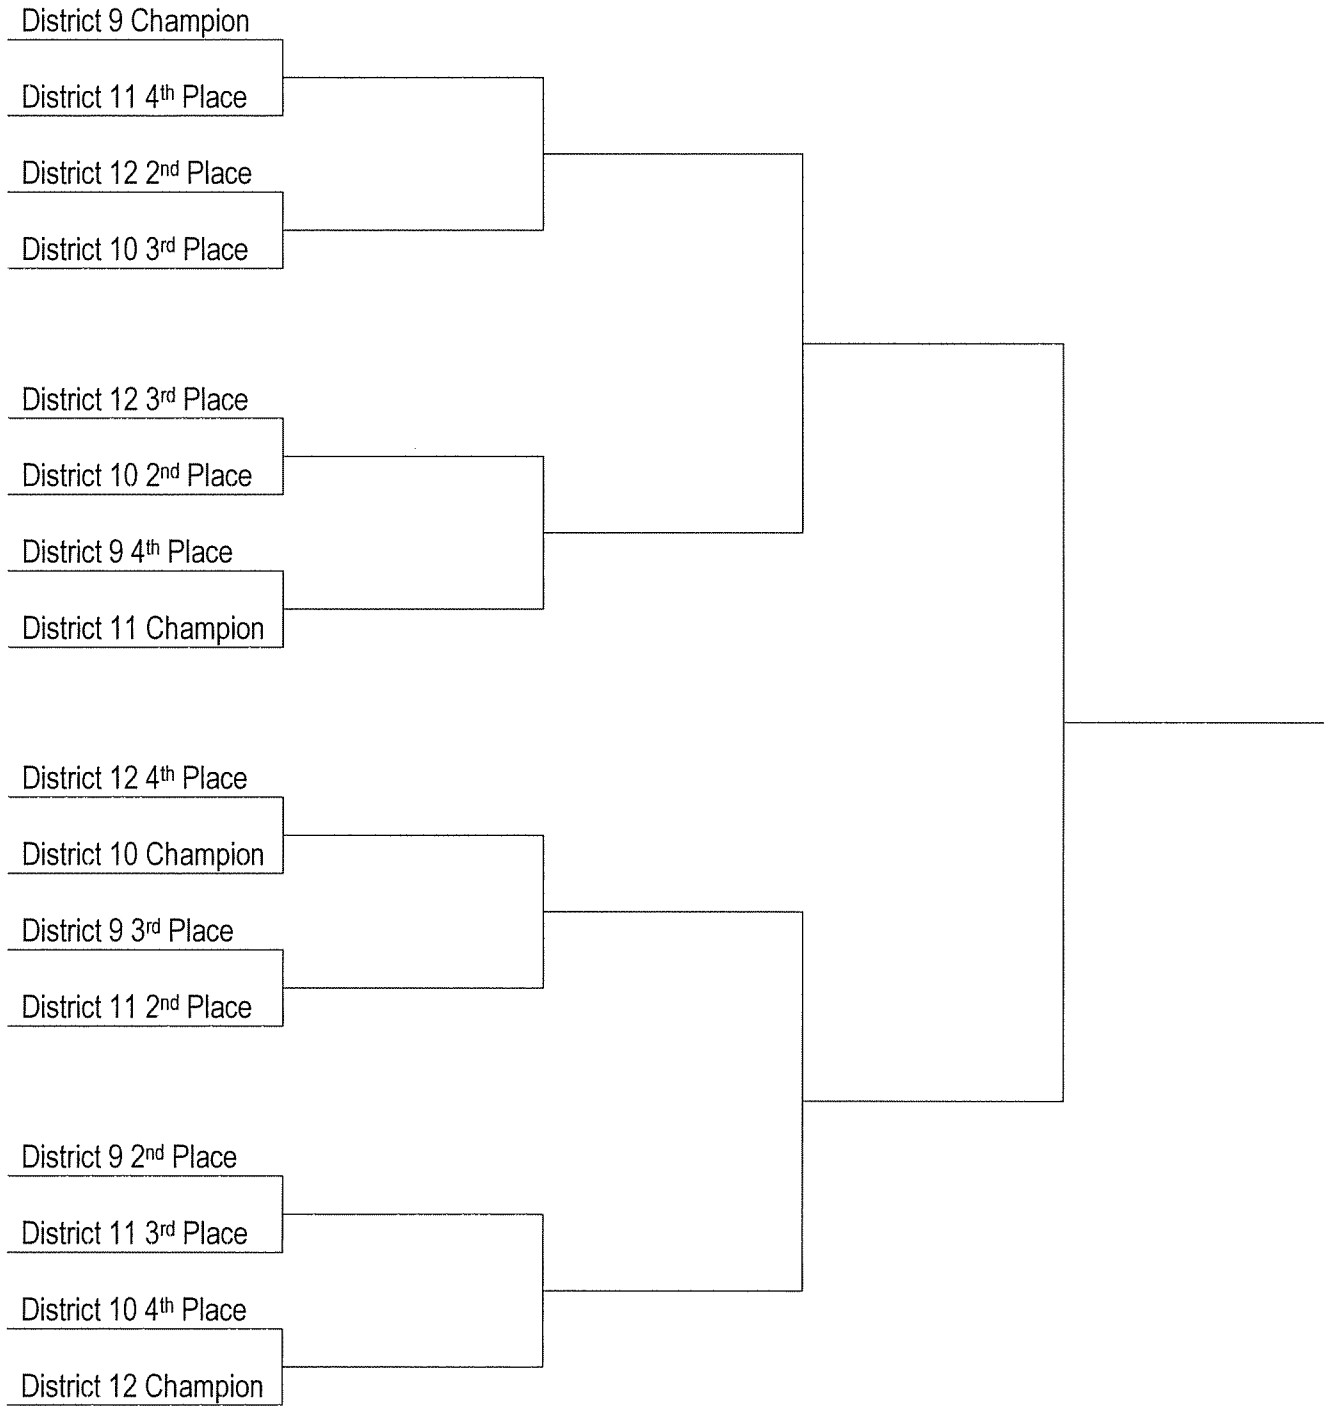 District 9 Champion
District 11 4th Place
District 12 2nd Place
District 10 3rd Place
District 12 3rd Place
District 10 2nd Place
District 9 4th Place
District 11 Champion
District 12 4th Place
District 10 Champion
District 9 3rd Place
District 11 2nd Place
District 9 2nd Place
District 11 3rd Place
District 10 4th Place
District 12 Champion